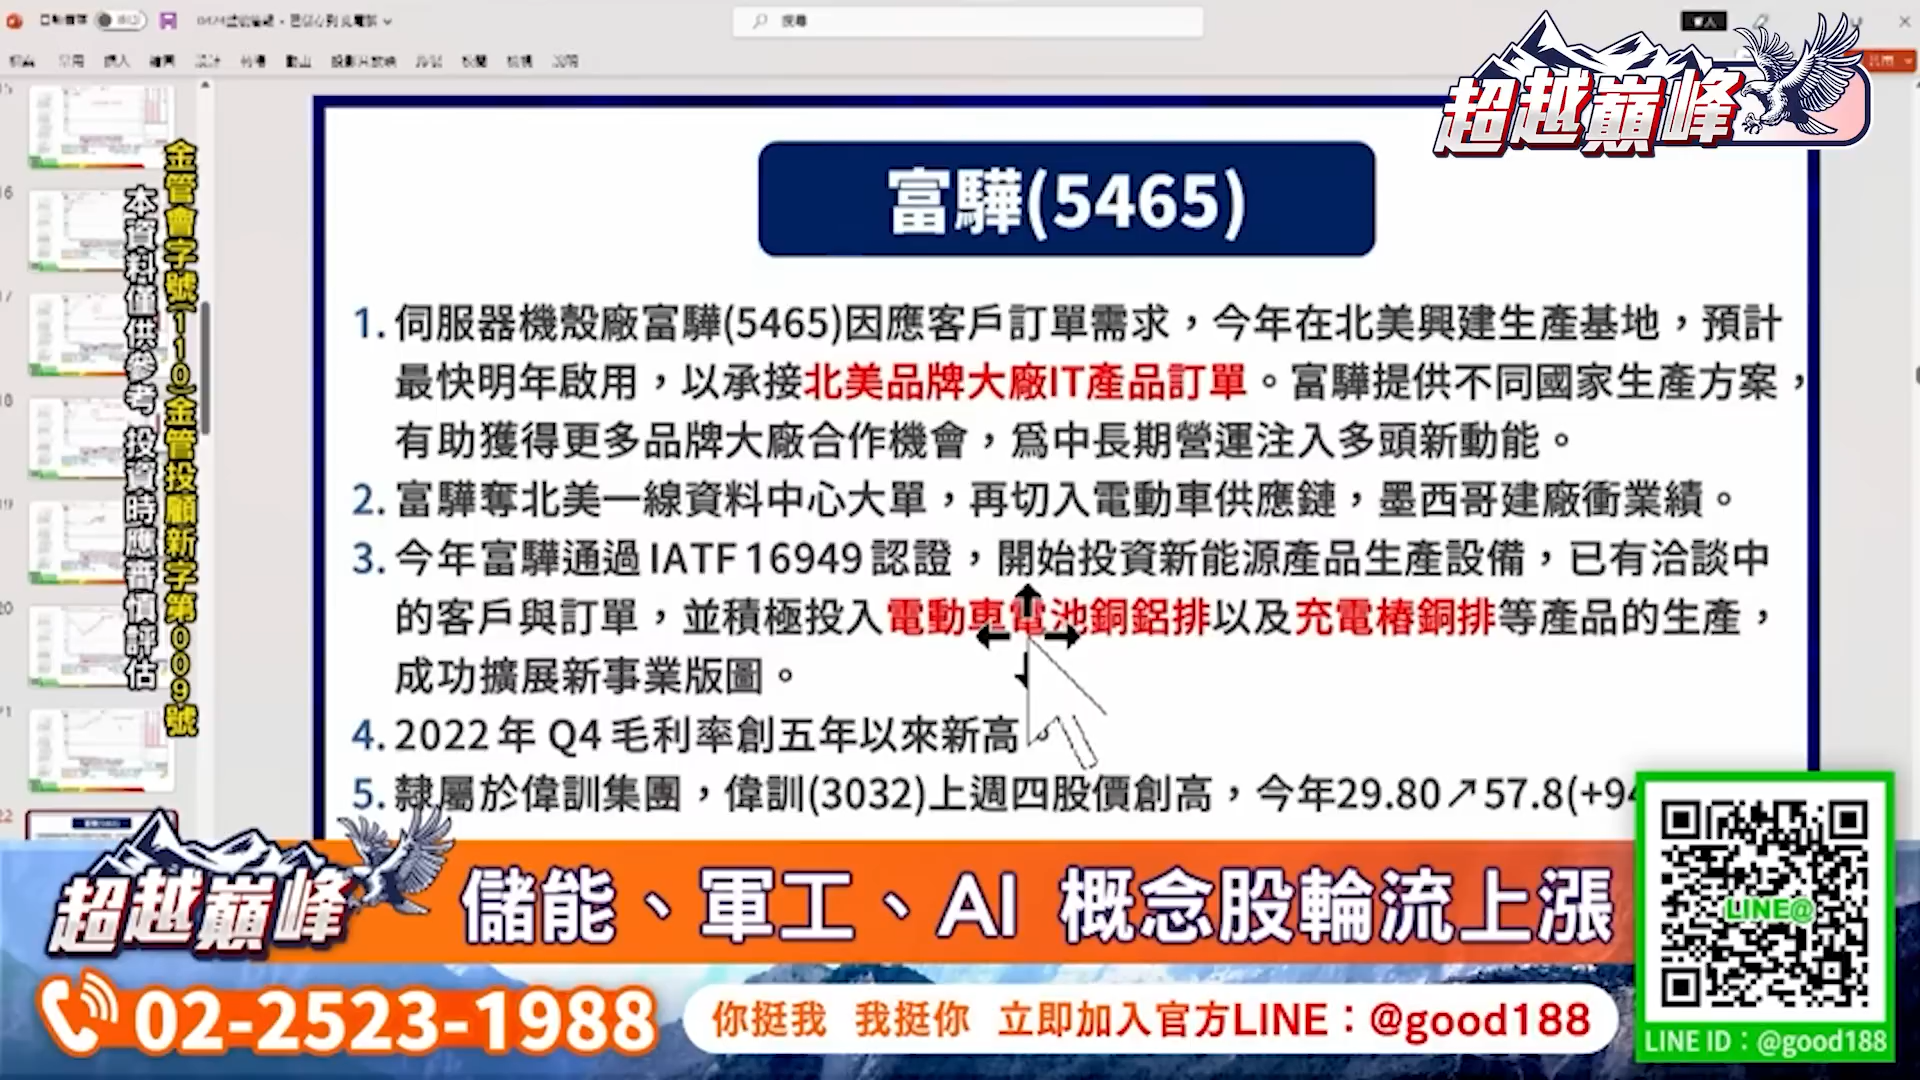 搜尋
超越巔峰
金管會字號(110)金管投顧新字第009號
本資料僅供參考 投資時應普慎評估
富驊(5465)
1. 伺服器機殼廠富驊(5465)因應客戶訂單需求，今年在北美興建生產基地，預計
最快明年啟用，以承接北美品牌大廠IT產品訂單。富驊提供不同國家生產方案，
有助獲得更多品牌大廠合作機會，為中長期營運注入多頭新動能。
2. 富驊奪北美一線資料中心大單，再切入電動車供應鏈，墨西哥建廠衝業績。
3. 今年富驊通過 IATF 16949 認證，開始投資新能源產品生產設備，已有洽談中
的客戶與訂單，並積極投入電動車電池銅鋁排以及充電樁銅排等產品的生產，
成功擴展新事業版圖。
4. 2022年 Q4 毛利率創五年以來新高。
5. 隸屬於偉訓集團，偉訓(3032)上週四股價創高，今年29.80↗57.8(+94
超越巔峰
儲能、軍工、AI 概念股輪流上漲
02-2523-1988
你挺我 我挺你 立即加入官方LINE：@good188
LINE@
LINE ID：@good188